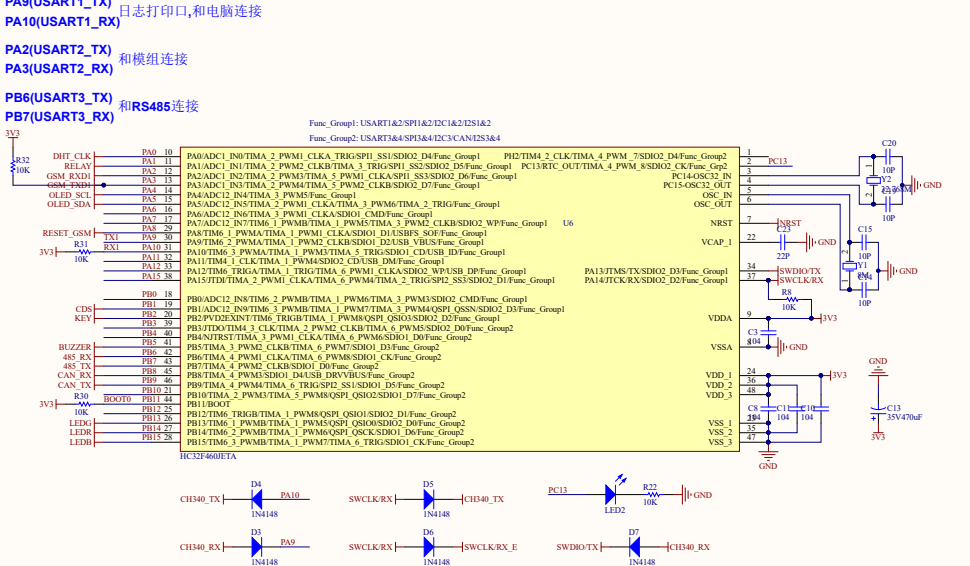 PA9(USART1_TX)
日志打印口,和电脑连接
PA10(USART1_RX)
PA2(USART2_TX)
和模组连接
PA3(USART2_RX)
PB6(USART3_TX)
和RS485连接
PB7(USART3_RX)
Func_Group1: USART1&2/SPI1&2/I2C1&2/I2S1&2
Func_Group2: USART3&4/SPI3&4/I2C3/CAN/I2S3&4
3V3
R32
10K
DHT_CLK PA0 10 PA0/ADC1_IN0/TIMA_2_PWM1_CLKA_TRIG/SPI1_SS1/SDIO2_D4/Func_Group1
RELAY PA1 11 PA1/ADC1_IN1/TIMA_2_PWM2_CLKB/TIMA_3_TRIG/SPI1_SS2/SDIO2_D5/Func_Group1
GSM_RXD1 PA2 12 PA2/ADC1_IN2/TIMA_2_PWM3/TIMA_5_PWM1_CLKA/SPI1_SS3/SDIO2_D6/Func_Group1
GSM_TXD1 PA3 13 PA3/ADC1_IN3/TIMA_2_PWM4/TIMA_5_PWM2_CLKB/SDIO2_D7/Func_Group1
OLED_SCL PA4 14 PA4/ADC12_IN4/TIMA_3_PWM5/Func_Group1
OLED_SDA PA5 15 PA5/ADC12_IN5/TIMA_2_PWM1_CLKA/TIMA_3_PWM6/TIMA_2_TRIG/Func_Group1
PA6 16 PA6/ADC12_IN6/TIMA_3_PWM1_CLKA/SDIO1_CMD/Func_Group1
PA7 17 PA7/ADC12_IN7/TIM6_1_PWMB/TIMA_1_PWM5/TIMA_3_PWM2_CLKB/SDIO2_WP/Func_Group1
RESET_GSM PA8 29 PA8/TIM6_1_PWMA/TIMA_1_PWM1_CLKA/SDIO1_D1/USBFS_SOF/Func_Group1
TX1 PA9 30 PA9/TIM6_2_PWMA/TIMA_1_PWM2_CLKB/SDIO1_D2/USB_VBUS/Func_Group1
3V3 R31 10K RX1 PA10 31 PA10/TIM6_3_PWMA/TIMA_1_PWM3/TIMA_5_TRIG/SDIO1_CD/USB_ID/Func_Group1
PA11 32 PA11/TIM4_1_CLK/TIMA_1_PWM4/SDIO2_CD/USB_DM/Func_Group1
PA12 33 PA12/TIM6_TRIGA/TIMA_1_TRIG/TIMA_6_PWM1_CLKA/SDIO2_WP/USB_DP/Func_Group1
PA15 38 PA15/JTDI/TIMA_2_PWM1_CLKA/TIMA_6_PWM4/TIMA_2_TRIG/SPI2_SS3/SDIO2_D1/Func_Group1
PB0 18 PB0/ADC12_IN8/TIM6_2_PWMB/TIMA_1_PWM6/TIMA_3_PWM3/SDIO2_CMD/Func_Group1
CDS PB1 19 PB1/ADC12_IN9/TIM6_3_PWMB/TIMA_1_PWM7/TIMA_3_PWM4/QSPI_QSSN/SDIO2_D3/Func_Group1
KEY PB2 20 PB2/PVD2EXINT/TIM6_TRIGB/TIMA_1_PWM8/QSPI_QSIO3/SDIO2_D2/Func_Group1
PB3 39 PB3/JTDO/TIM4_3_CLK/TIMA_2_PWM2_CLKB/TIMA_6_PWM5/SDIO2_D0/Func_Group2
PB4 40 PB4/NJTRST/TIMA_3_PWM1_CLKA/TIMA_6_PWM6/SDIO1_D0/Func_Group2
BUZZER PB5 41 PB5/TIMA_3_PWM2_CLKB/TIMA_6_PWM7/SDIO1_D3/Func_Group2
485_RX PB6 42 PB6/TIMA_4_PWM1_CLKA/TIMA_6_PWM8/SDIO1_CK/Func_Group2
485_TX PB7 43 PB7/TIMA_4_PWM2_CLKB/SDIO1_D0/Func_Group2
CAN_RX PB8 45 PB8/TIMA_4_PWM3/SDIO1_D4/USB_DRVVBUS/Func_Group2
CAN_TX PB9 46 PB9/TIMA_4_PWM4/TIMA_6_TRIG/SPI2_SS1/SDIO1_D5/Func_Group2
PB10 21 PB10/TIMA_2_PWM3/TIMA_5_PWM8/QSPI_QSIO2/SDIO1_D7/Func_Group2
3V3 R30 10K BOOT0 PB11 44 PB11/BOOT
PB12 25 PB12/TIM6_TRIGB/TIMA_1_PWM8/QSPI_QSIO1/SDIO2_D1/Func_Group2
LEDG PB13 26 PB13/TIM6_1_PWMB/TIMA_1_PWM5/QSPI_QSIO0/SDIO2_D0/Func_Group2
LEDR PB14 27 PB14/TIM6_2_PWMB/TIMA_1_PWM6/QSPI_QSCK/SDIO1_D6/Func_Group2
LEDB PB15 28 PB15/TIM6_3_PWMB/TIMA_1_PWM7/TIMA_6_TRIG/SDIO1_CK/Func_Group2
HC32F460JETA
U6
PH2/TIM4_2_CLK/TIMA_4_PWM_7/SDIO2_D4/Func_Group2 1
PC13/RTC_OUT/TIMA_4_PWM_8/SDIO2_CK/Func_Grp2 2 PC13
PC14-OSC32_IN 3
PC15-OSC32_OUT 4
OSC_IN 5
OSC_OUT 6
NRST 7 NRST
VCAP_1 22 C23 22P GND
PA13/JTMS/TX/SDIO2_D3/Func_Group1 34 SWDIO/TX
PA14/JTCK/RX/SDIO2_D2/Func_Group1 37 SWCLK/RX
R8
10K
VDDA 9 3V3
C3
104
VSSA 8 GND
VDD_1 24 3V3
VDD_2 36
VDD_3 48
C8 C11 C10
104 104 104
VSS_1 23
VSS_2 35
VSS_3 47
GND
C20
10P
Y2
GND
10P
C15
10P
Y1
GND
10P
GND
C13
35V470uF
3V3
CH340_TX D4 1N4148 PA10
SWCLK/RX D5 1N4148 CH340_TX
PC13 LED2 R22 10K GND
CH340_RX D3 1N4148 PA9
SWCLK/RX D6 1N4148 SWCLK/RX_E
SWDIO/TX D7 1N4148 CH340_RX